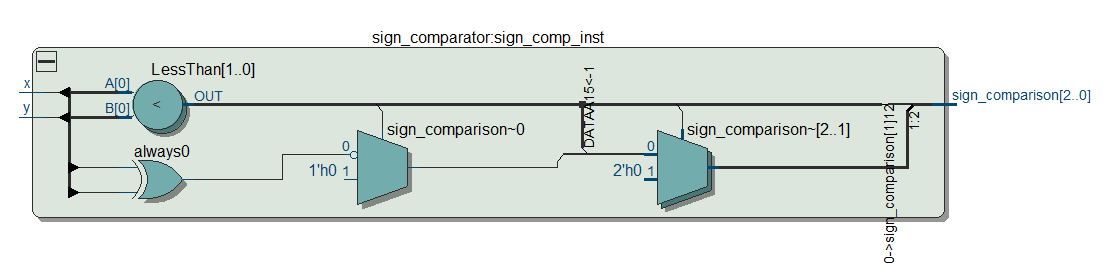 sign_comparator:sign_comp_inst
LessThan[1..0]
x
A[0]
OUT
<
y
B[0]
sign_comparison[2..0]
DATAA15<-1
sign_comparison~0
sign_comparison~[2..1]
1:2
always0
0
1'h0
1
0
2'h0
1
0->sign_comparison[1]12